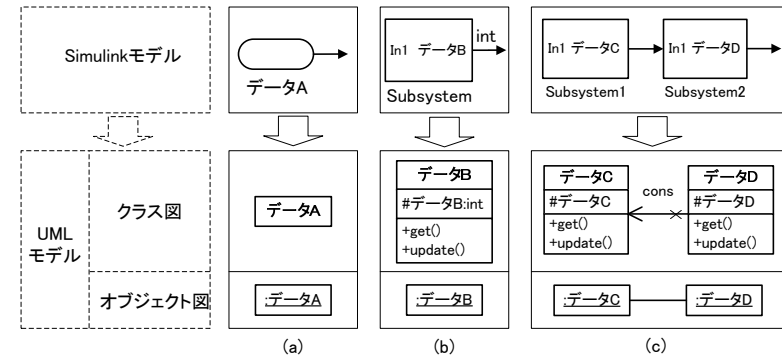 Simulinkモデル
データA
In1 データB
int
Subsystem
In1 データC
In1 データD
Subsystem1
Subsystem2
UML
モデル
クラス図
オブジェクト図
データA
:データA
データB
#データB:int
+get()
+update()
:データB
データC
#データC
+get()
+update()
cons
データD
#データD
+get()
+update()
:データC
:データD
(a)
(b)
(c)